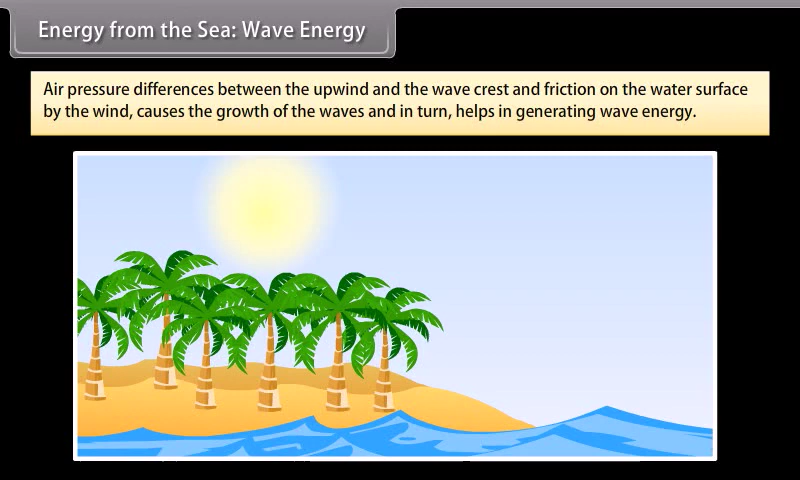 Energy from the Sea: Wave Energy
Air pressure differences between the upwind and the wave crest and friction on the water surface
by the wind, causes the growth of the waves and in turn, helps in generating wave energy.